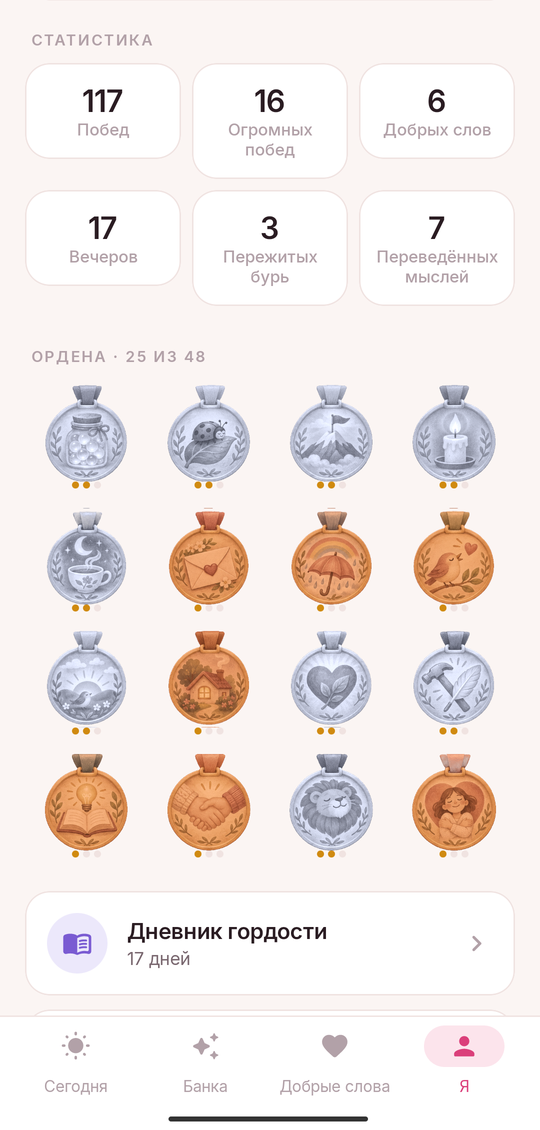 СТАТИСТИКА
117
Побед
16
Огромных
побед
6
Добрых слов
17
Вечеров
3
Пережитых
бурь
7
Переведённых
мыслей
ОРДЕНА · 25 ИЗ 48
Дневник гордости
17 дней
Сегодня
Банка
Добрые слова
Я